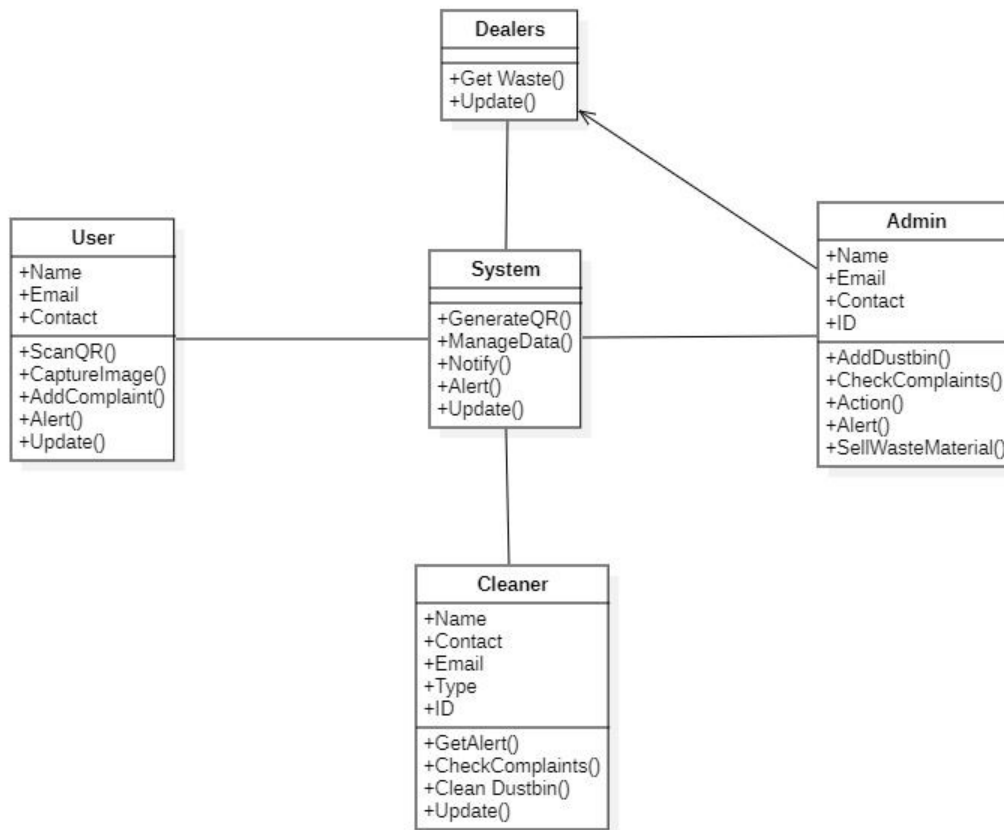 Dealers
+Get Waste()
+Update()
User
+Name
+Email
+Contact
+ScanQR()
+CaptureImage()
+AddComplaint()
+Alert()
+Update()
System
+GenerateQR()
+ManageData()
+Notify()
+Alert()
+Update()
Admin
+Name
+Email
+Contact
+ID
+AddDustbin()
+CheckComplaints()
+Action()
+Alert()
+SellWasteMaterial()
Cleaner
+Name
+Contact
+Email
+Type
+ID
+GetAlert()
+CheckComplaints()
+Clean Dustbin()
+Update()